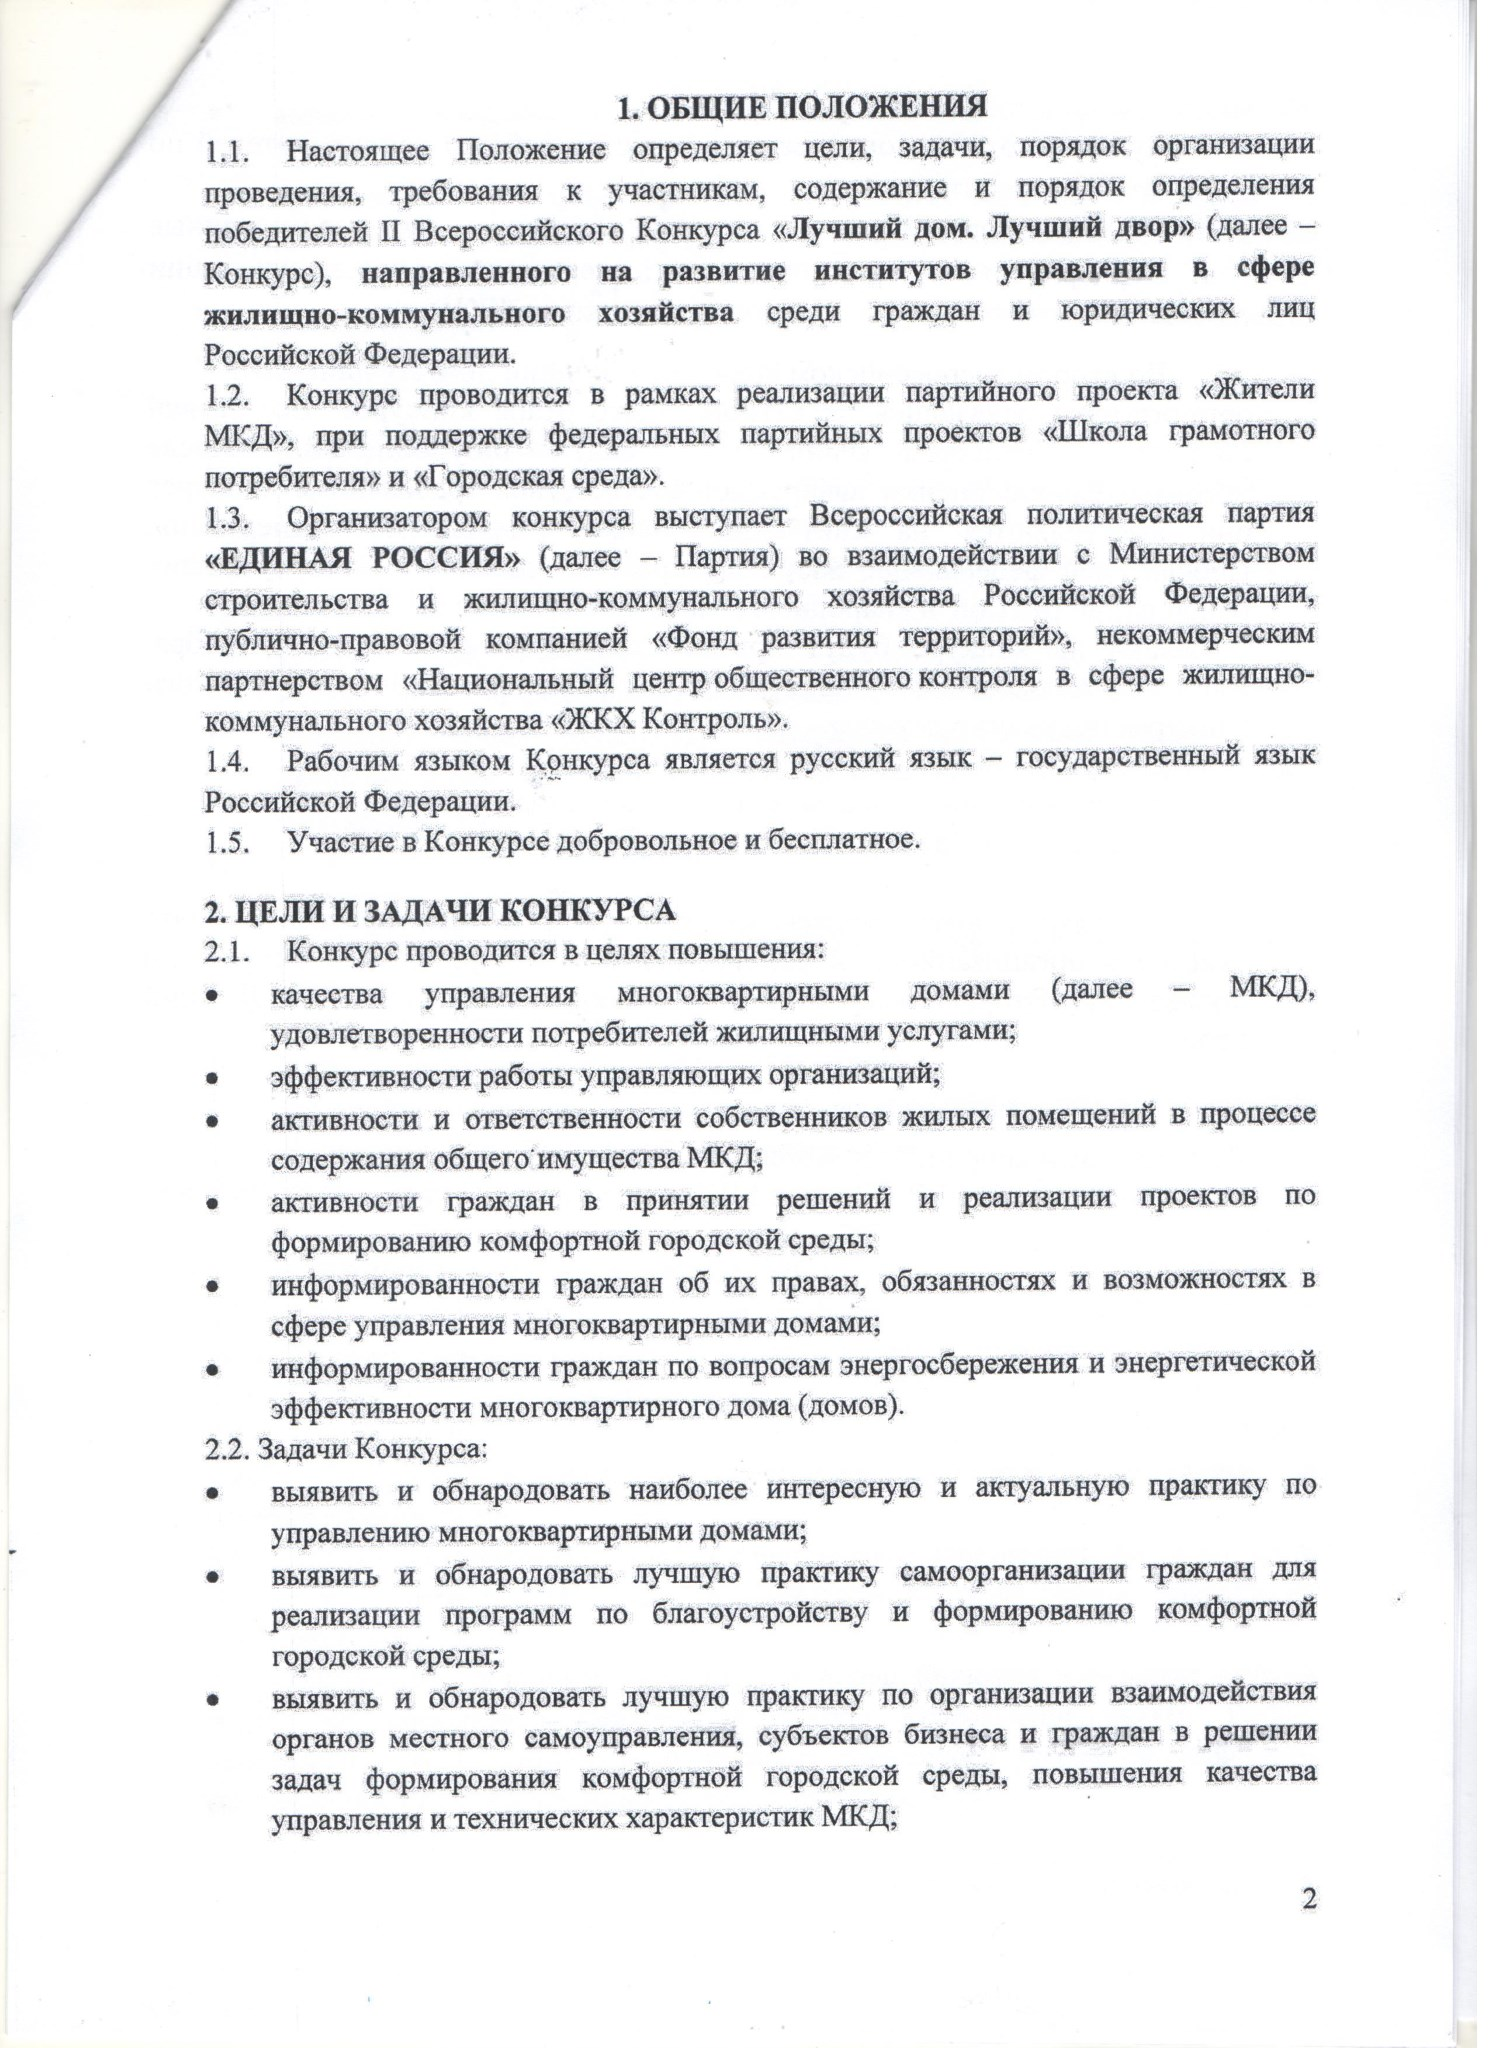 1. ОБЩИЕ ПОЛОЖЕНИЯ
1.1. Настоящее Положение определяет цели, задачи, порядок организации
проведения, требования к участникам, содержание и порядок определения
победителей II Всероссийского Конкурса «Лучший дом. Лучший двор» (далее –
Конкурс), направленного на развитие институтов управления в сфере
жилищно-коммунального хозяйства среди граждан и юридических лиц
Российской Федерации.
1.2. Конкурс проводится в рамках реализации партийного проекта «Жители
МКД», при поддержке федеральных партийных проектов «Школа грамотного
потребителя» и «Городская среда».
1.3. Организатором конкурса выступает Всероссийская политическая партия
«ЕДИНАЯ РОССИЯ» (далее – Партия) во взаимодействии с Министерством
строительства и жилищно-коммунального хозяйства Российской Федерации,
публично-правовой компанией «Фонд развития территорий», некоммерческим
партнерством «Национальный центр общественного контроля в сфере жилищно-
коммунального хозяйства «ЖКХ Контроль».
1.4. Рабочим языком Конкурса является русский язык – государственный язык
Российской Федерации.
1.5. Участие в Конкурсе добровольное и бесплатное.
2. ЦЕЛИ И ЗАДАЧИ КОНКУРСА
2.1. Конкурс проводится в целях повышения:
• качества управления многоквартирными домами (далее – МКД),
удовлетворенности потребителей жилищными услугами;
• эффективности работы управляющих организаций;
• активности и ответственности собственников жилых помещений в процессе
содержания общего имущества МКД;
• активности граждан в принятии решений и реализации проектов по
формированию комфортной городской среды;
• информированности граждан об их правах, обязанностях и возможностях в
сфере управления многоквартирными домами;
• информированности граждан по вопросам энергосбережения и энергетической
эффективности многоквартирного дома (домов).
2.2. Задачи Конкурса:
• выявить и обнародовать наиболее интересную и актуальную практику по
управлению многоквартирными домами;
• выявить и обнародовать лучшую практику самоорганизации граждан для
реализации программ по благоустройству и формированию комфортной
городской среды;
• выявить и обнародовать лучшую практику по организации взаимодействия
органов местного самоуправления, субъектов бизнеса и граждан в решении
задач формирования комфортной городской среды, повышения качества
управления и технических характеристик МКД;
2